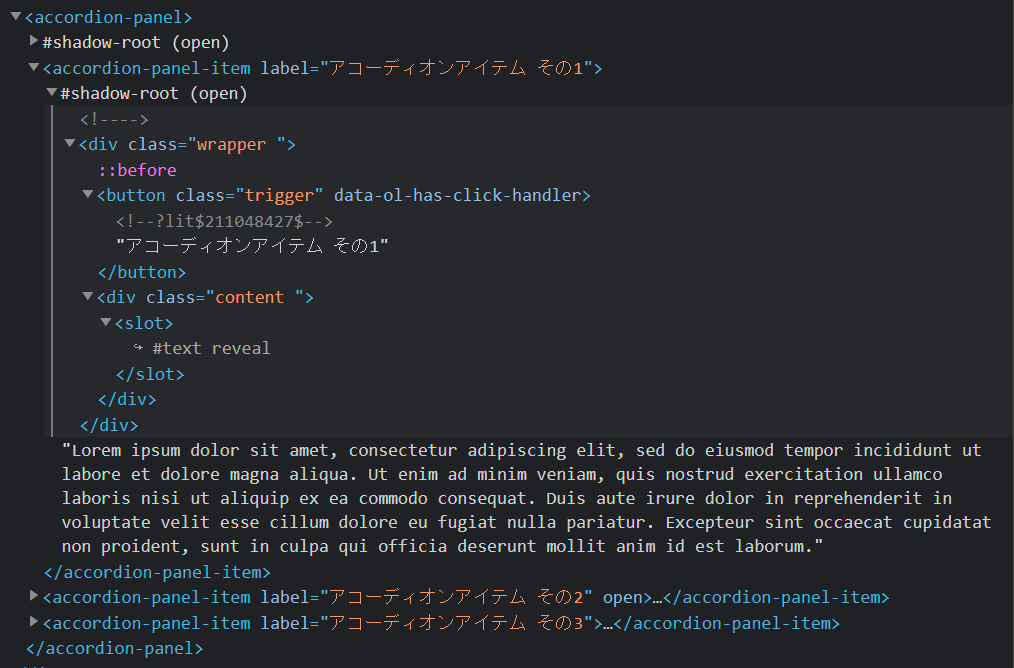 ▼<accordion-panel>
▶#shadow-root (open)
▼<accordion-panel-item label="アコーディオンアイテム その1">
▼#shadow-root (open)
<!---->
▼<div class="wrapper ">
::before
▼<button class="trigger" data-ol-has-click-handler>
<!--?lit$211048427$-->
"アコーディオンアイテム その1"
</button>
▼<div class="content ">
▼<slot>
↪ #text reveal
</slot>
</div>
</div>
"Lorem ipsum dolor sit amet, consectetur adipiscing elit, sed do eiusmod tempor incididunt ut
labore et dolore magna aliqua. Ut enim ad minim veniam, quis nostrud exercitation ullamco
laboris nisi ut aliquip ex ea commodo consequat. Duis aute irure dolor in reprehenderit in
voluptate velit esse cillum dolore eu fugiat nulla pariatur. Excepteur sint occaecat cupidatat
non proident, sunt in culpa qui officia deserunt mollit anim id est laborum."
</accordion-panel-item>
▶<accordion-panel-item label="アコーディオンアイテム その2" open>…</accordion-panel-item>
▶<accordion-panel-item label="アコーディオンアイテム その3">…</accordion-panel-item>
</accordion-panel>